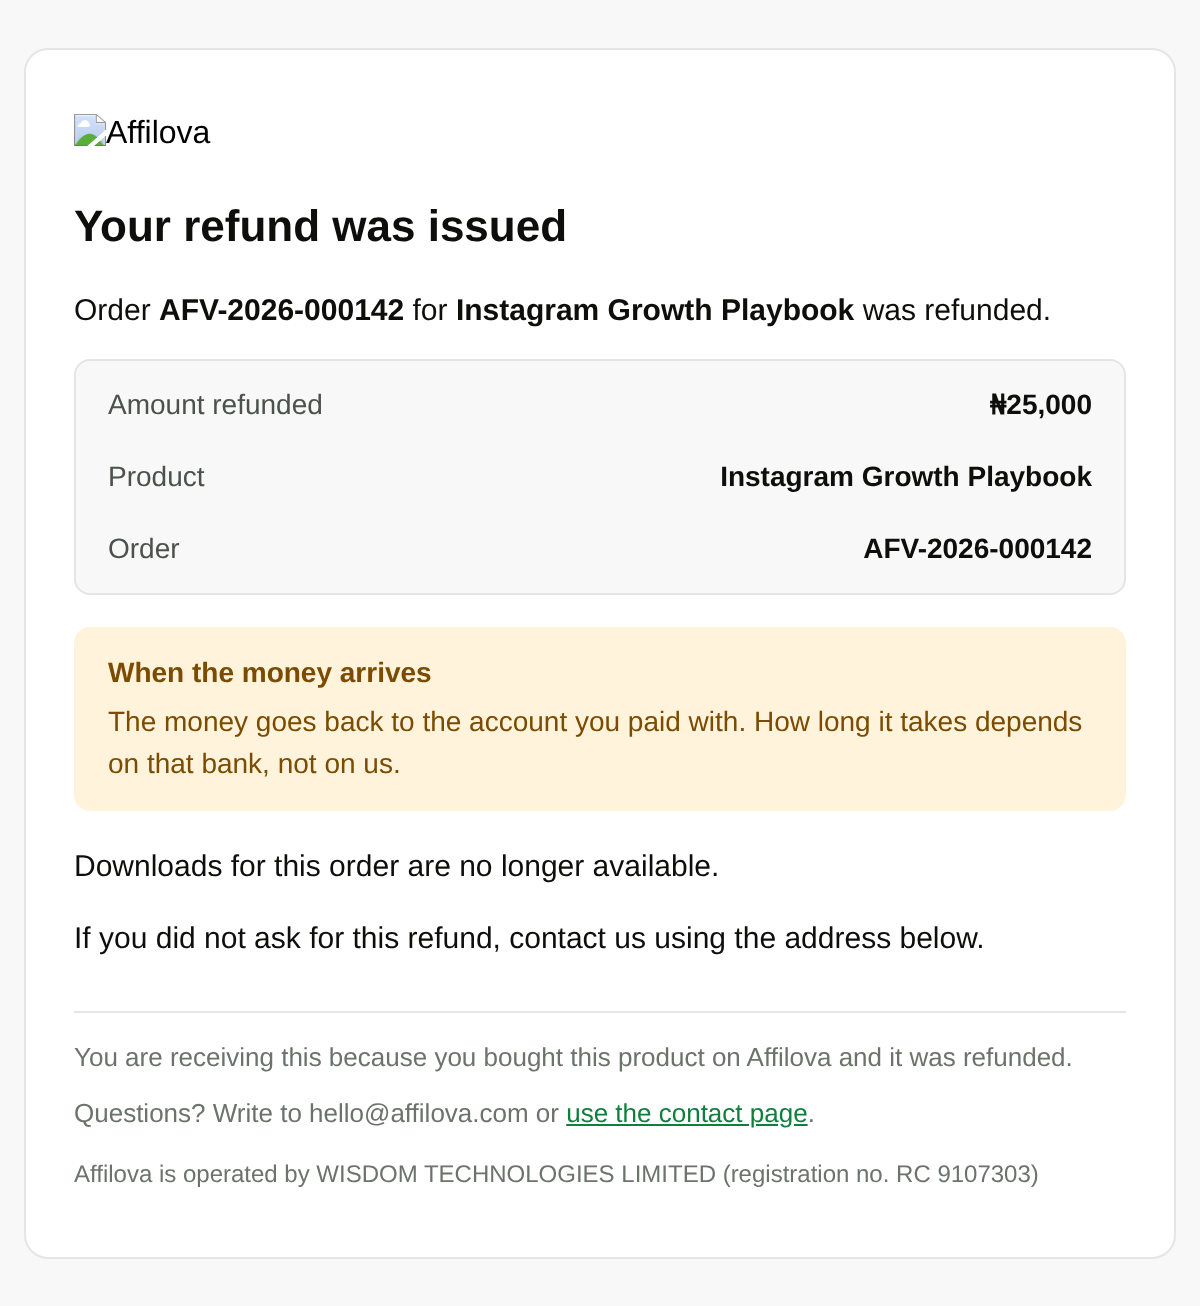 Affilova
Your refund was issued
Order AFV-2026-000142 for Instagram Growth Playbook was refunded.
Amount refunded ₦25,000
Product Instagram Growth Playbook
Order AFV-2026-000142
When the money arrives
The money goes back to the account you paid with. How long it takes depends
on that bank, not on us.
Downloads for this order are no longer available.
If you did not ask for this refund, contact us using the address below.
You are receiving this because you bought this product on Affilova and it was refunded.
Questions? Write to hello@affilova.com or use the contact page.
Affilova is operated by WISDOM TECHNOLOGIES LIMITED (registration no. RC 9107303)